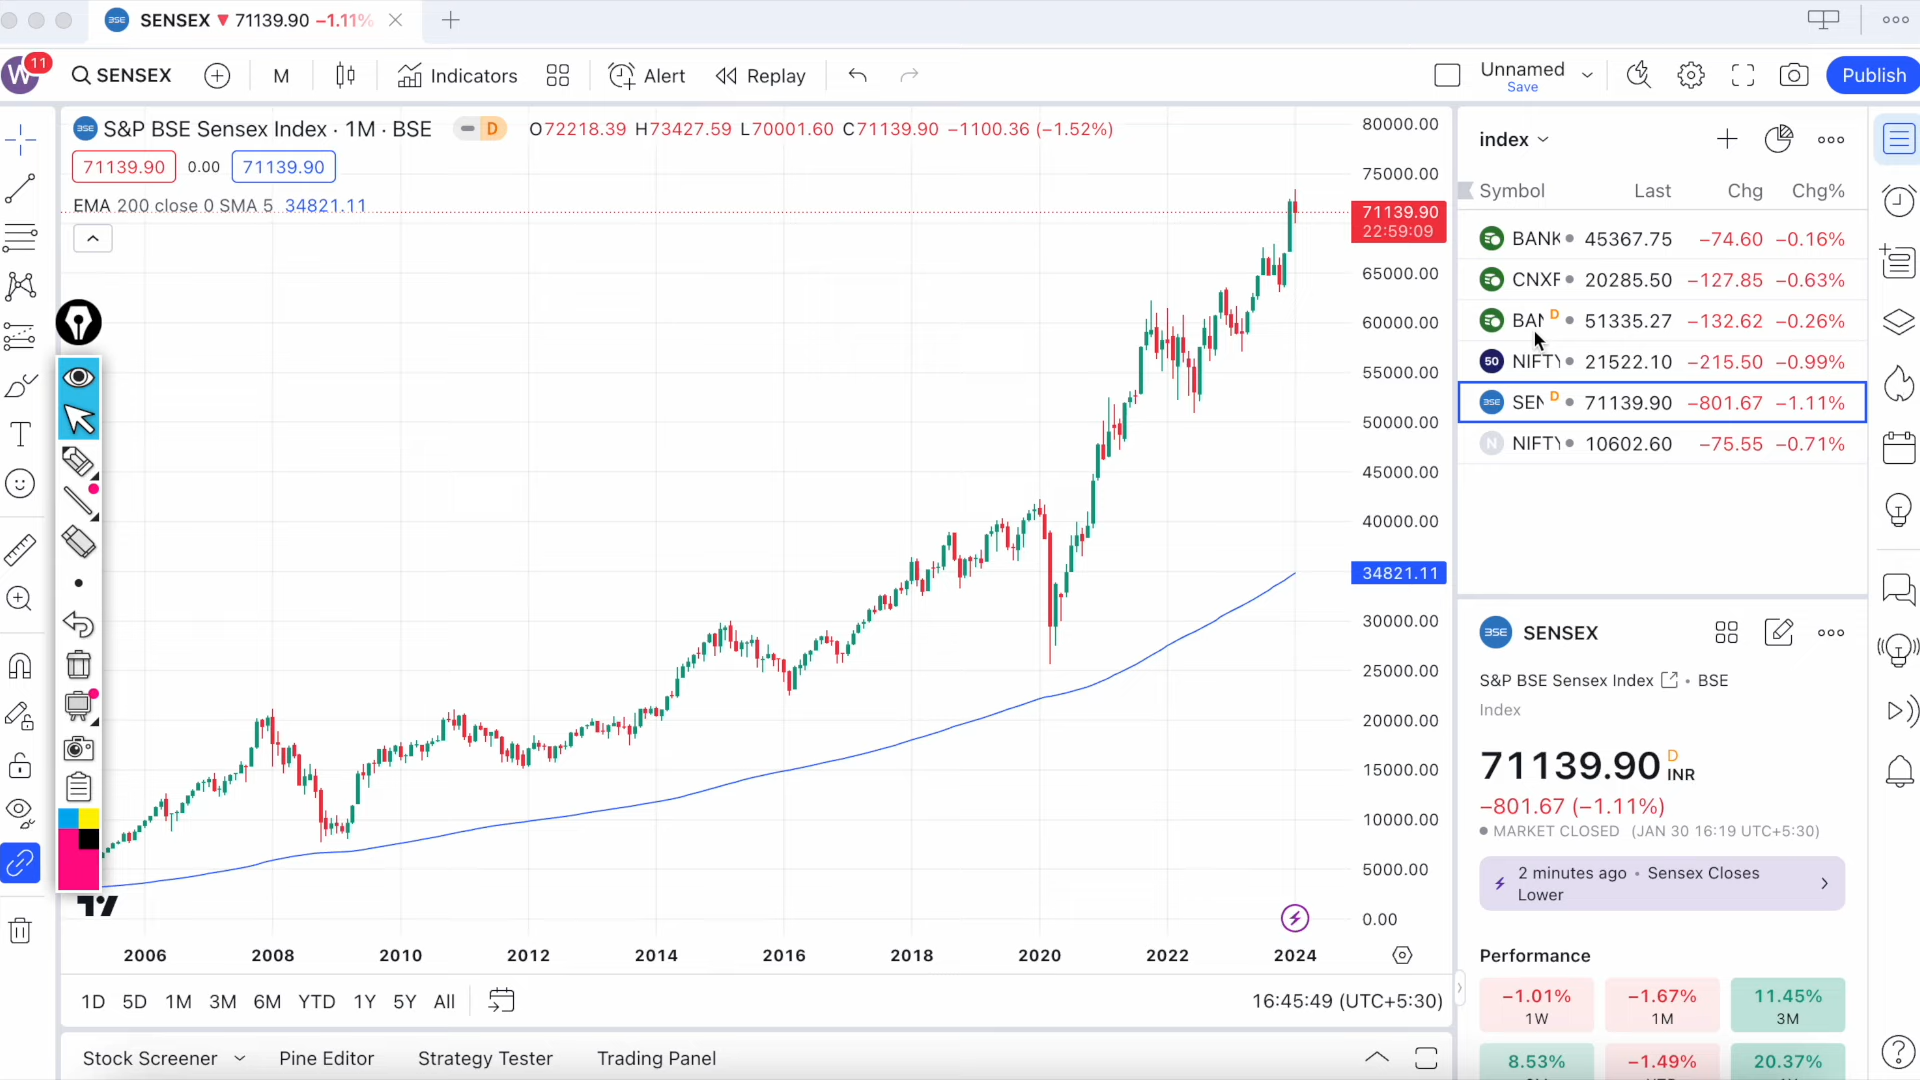 SENSEX ▼ 71139.90 −1.11%
W 11 SENSEX M Indicators Alert Replay Unnamed Save Publish
S&P BSE Sensex Index · 1M · BSE D O72218.39 H73427.59 L70001.60 C71139.90 −1100.36 (−1.52%)
71139.90 0.00 71139.90
EMA 200 close 0 SMA 5 34821.11
80000.00
75000.00
71139.90
22:59:09
65000.00
60000.00
55000.00
50000.00
45000.00
40000.00
34821.11
30000.00
25000.00
20000.00
15000.00
10000.00
5000.00
0.00
2006 2008 2010 2012 2014 2016 2018 2020 2022 2024
1D 5D 1M 3M 6M YTD 1Y 5Y All 16:45:49 (UTC+5:30)
Stock Screener Pine Editor Strategy Tester Trading Panel
index
Symbol Last Chg Chg%
BANK 45367.75 −74.60 −0.16%
CNXF 20285.50 −127.85 −0.63%
BAN D 51335.27 −132.62 −0.26%
50 NIFTY 21522.10 −215.50 −0.99%
BSE SEN D 71139.90 −801.67 −1.11%
N NIFTY 10602.60 −75.55 −0.71%
BSE SENSEX
S&P BSE Sensex Index • BSE
Index
71139.90 D INR
−801.67 (−1.11%)
MARKET CLOSED (JAN 30 16:19 UTC+5:30)
2 minutes ago • Sensex Closes
Lower
Performance
−1.01% −1.67% 11.45%
1W 1M 3M
8.53% −1.49% 20.37%